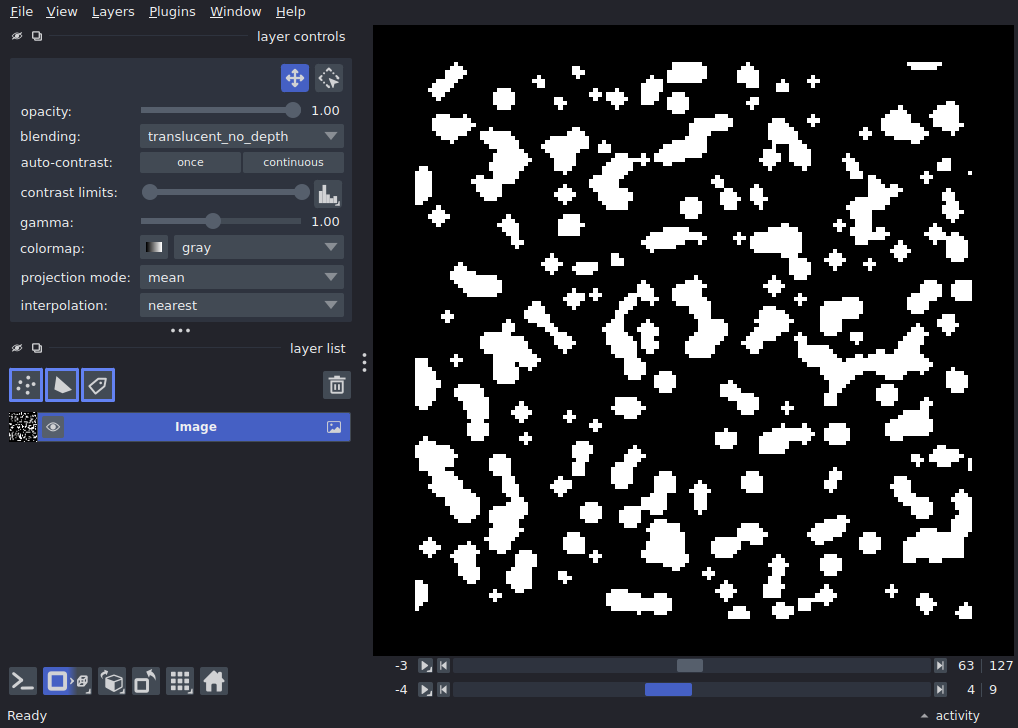 File View Layers Plugins Window Help
layer controls
opacity: 1.00
blending: translucent_no_depth
auto-contrast: once continuous
contrast limits:
gamma: 1.00
colormap: gray
projection mode: mean
interpolation: nearest
layer list
Image
-3 63 127
-4 4 9
Ready activity